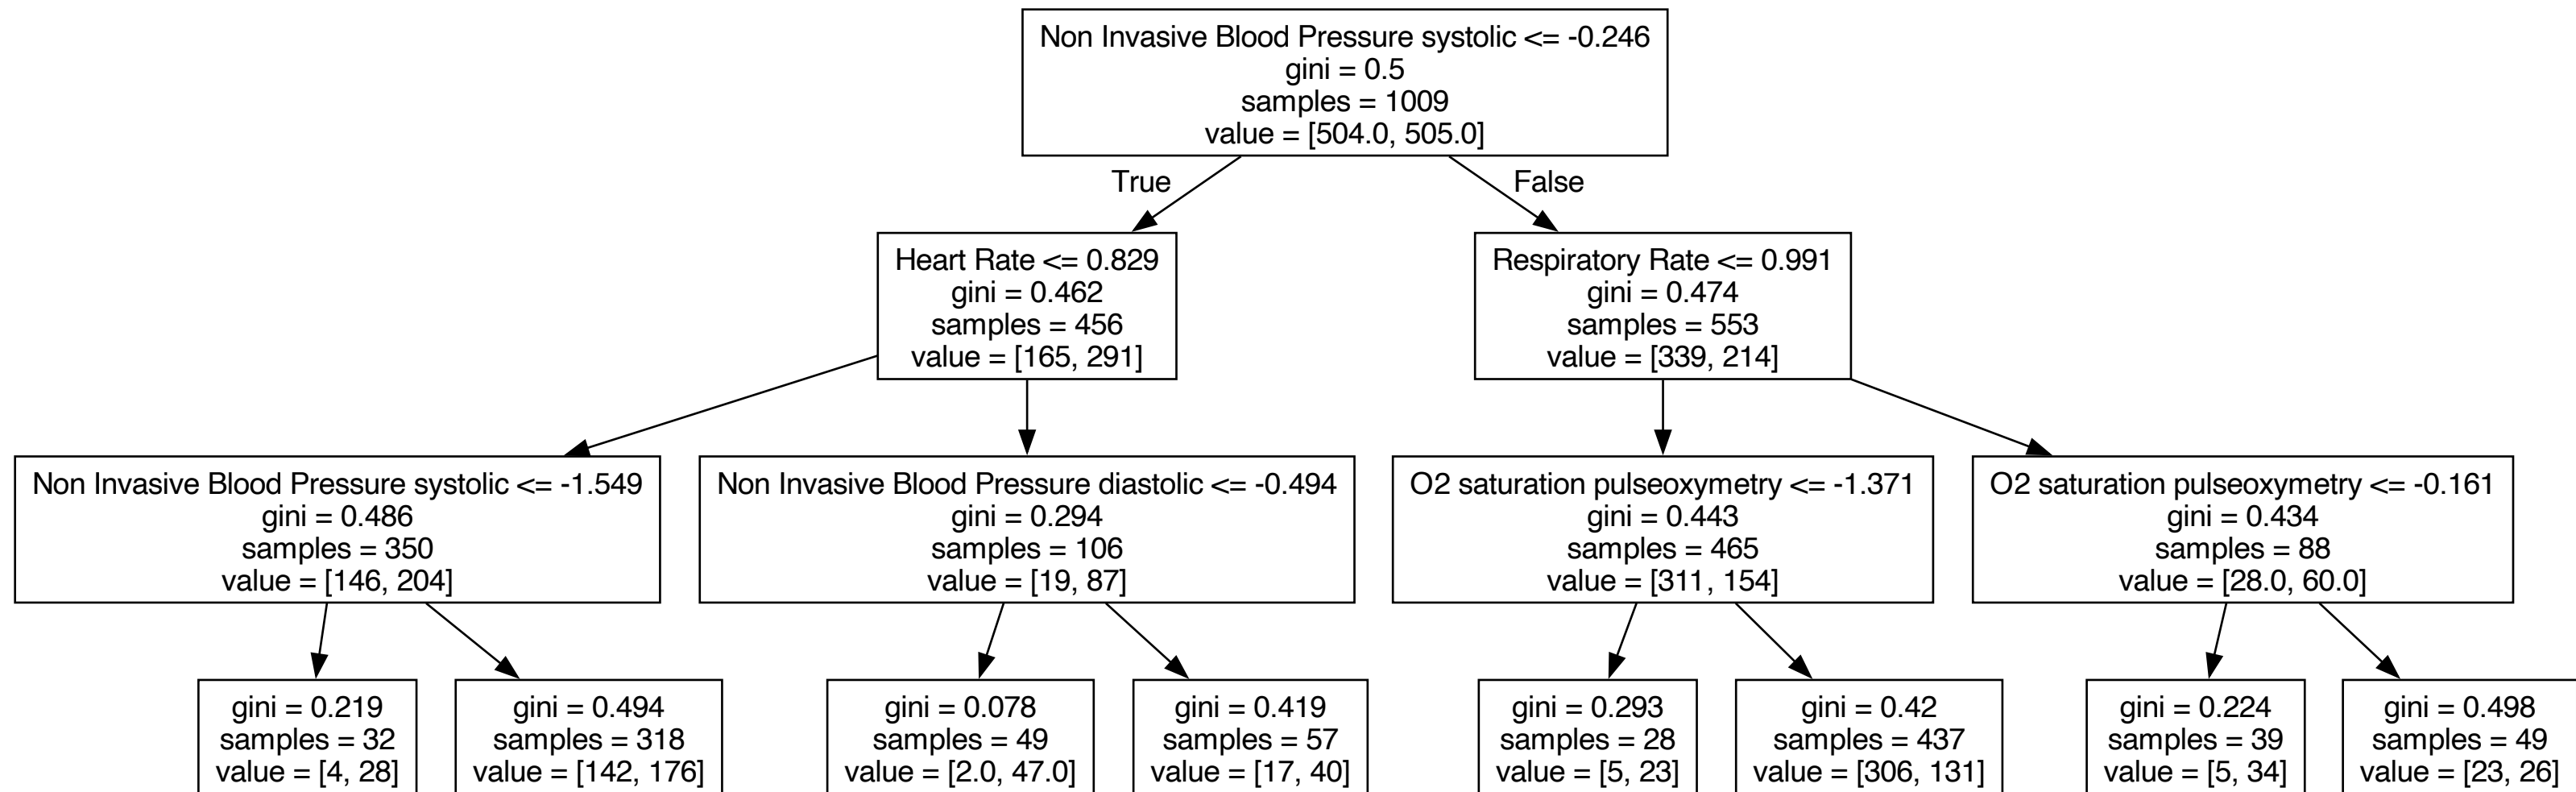 Non Invasive Blood Pressure systolic <= -0.246
gini = 0.5
samples = 1009
value = [504.0, 505.0]
True
False
Heart Rate <= 0.829
gini = 0.462
samples = 456
value = [165, 291]
Respiratory Rate <= 0.991
gini = 0.474
samples = 553
value = [339, 214]
Non Invasive Blood Pressure systolic <= -1.549
gini = 0.486
samples = 350
value = [146, 204]
Non Invasive Blood Pressure diastolic <= -0.494
gini = 0.294
samples = 106
value = [19, 87]
O2 saturation pulseoxymetry <= -1.371
gini = 0.443
samples = 465
value = [311, 154]
O2 saturation pulseoxymetry <= -0.161
gini = 0.434
samples = 88
value = [28.0, 60.0]
gini = 0.219
samples = 32
value = [4, 28]
gini = 0.494
samples = 318
value = [142, 176]
gini = 0.078
samples = 49
value = [2.0, 47.0]
gini = 0.419
samples = 57
value = [17, 40]
gini = 0.293
samples = 28
value = [5, 23]
gini = 0.42
samples = 437
value = [306, 131]
gini = 0.224
samples = 39
value = [5, 34]
gini = 0.498
samples = 49
value = [23, 26]